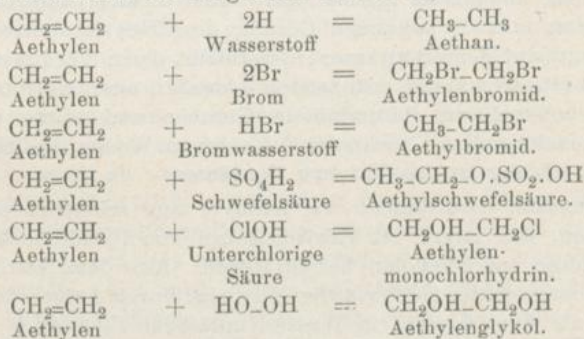 CH₂=CH₂ + 2H = CH₃–CH₃
Aethylen Wasserstoff Aethan.
CH₂=CH₂ + 2Br = CH₂Br–CH₂Br
Aethylen Brom Aethylenbromid.
CH₂=CH₂ + HBr = CH₃–CH₂Br
Aethylen Bromwasserstoff Aethylbromid.
CH₂=CH₂ + SO₄H₂ = CH₃–CH₂–O.SO₂.OH
Aethylen Schwefelsäure Aethylschwefelsäure.
CH₂=CH₂ + ClOH = CH₂OH–CH₂Cl
Aethylen Unterchlorige Aethylen-
Säure monochlorhydrin.
CH₂=CH₂ + HO–OH = CH₂OH–CH₂OH
Aethylen Aethylenglykol.